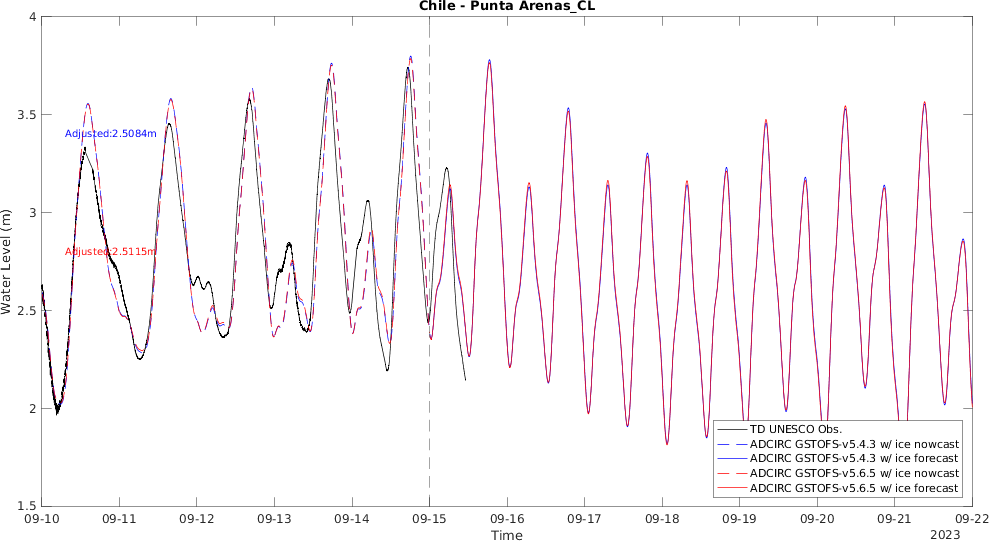 Chile - Punta Arenas_CL
4
3.5
3
2.5
2
1.5
Water Level (m)
Adjusted:2.5084m
Adjusted:2.5115m
TD UNESCO Obs.
ADCIRC GSTOFS-v5.4.3 w/ ice nowcast
ADCIRC GSTOFS-v5.4.3 w/ ice forecast
ADCIRC GSTOFS-v5.6.5 w/ ice nowcast
ADCIRC GSTOFS-v5.6.5 w/ ice forecast
09-10 09-11 09-12 09-13 09-14 09-15 09-16 09-17 09-18 09-19 09-20 09-21 09-22
Time
2023